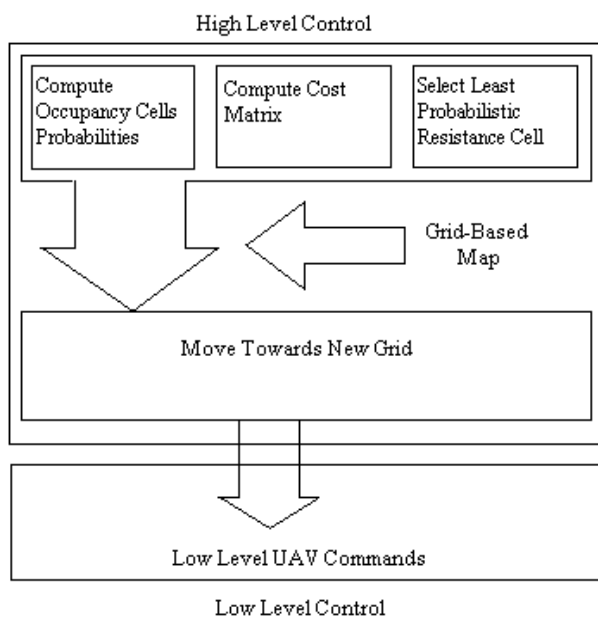 High Level Control
Compute
Occupancy Cells
Probabilities
Compute Cost
Matrix
Select Least
Probabilistic
Resistance Cell
Grid-Based
Map
Move Towards New Grid
Low Level UAV Commands
Low Level Control